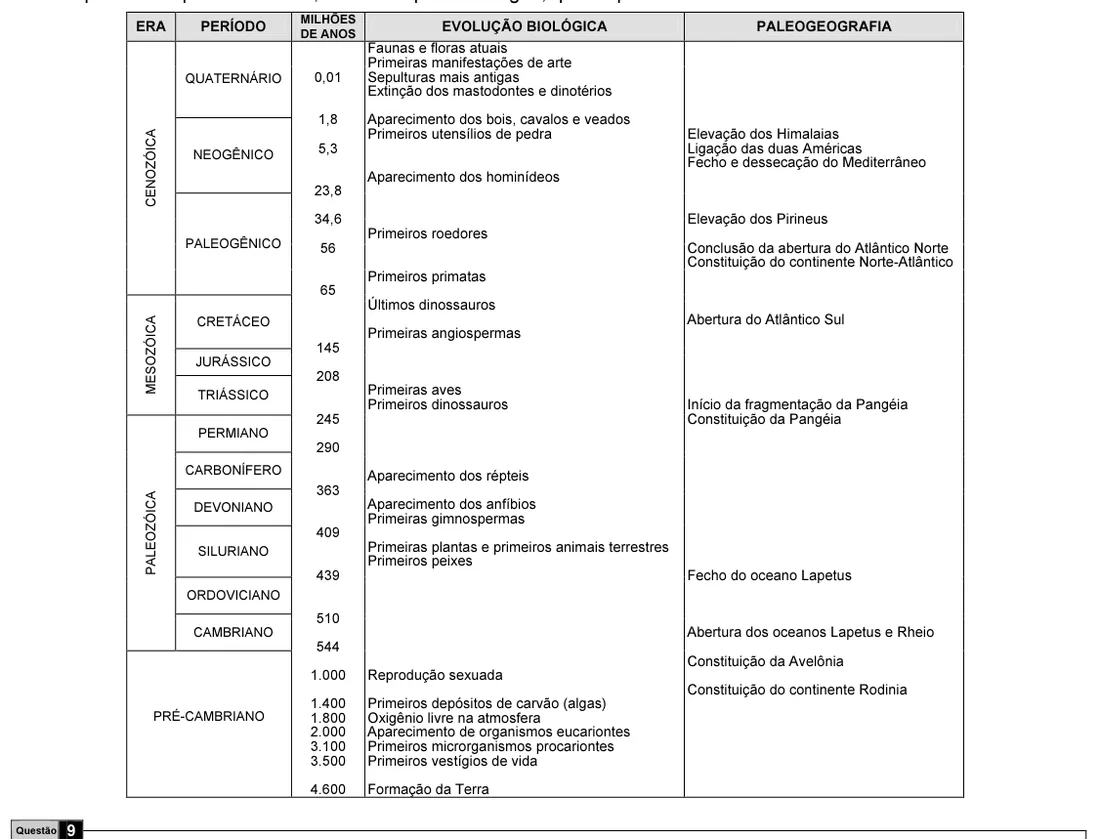 ERA PERÍODO MILHÕES DE ANOS EVOLUÇÃO BIOLÓGICA PALEOGEOGRAFIA
CENOZÓICA
QUATERNÁRIO
Faunas e floras atuais
Primeiras manifestações de arte
0,01 Sepulturas mais antigas
Extinção dos mastodontes e dinotérios
1,8 Aparecimento dos bois, cavalos e veados
NEOGÊNICO
Primeiros utensílios de pedra Elevação dos Himalaias
5,3 Ligação das duas Américas
Fecho e dessecação do Mediterrâneo
Aparecimento dos hominídeos
23,8
PALEOGÊNICO
34,6 Elevação dos Pirineus
Primeiros roedores
56 Conclusão da abertura do Atlântico Norte
Constituição do continente Norte-Atlântico
Primeiros primatas
65
MESOZÓICA
CRETÁCEO
Últimos dinossauros
Abertura do Atlântico Sul
Primeiras angiospermas
145
JURÁSSICO
208
TRIÁSSICO
Primeiras aves
Primeiros dinossauros Início da fragmentação da Pangéia
245 Constituição da Pangéia
PALEOZÓICA
PERMIANO
290
CARBONÍFERO
Aparecimento dos répteis
363
DEVONIANO
Aparecimento dos anfíbios
Primeiras gimnospermas
409
SILURIANO
Primeiras plantas e primeiros animais terrestres
Primeiros peixes
439 Fecho do oceano Lapetus
ORDOVICIANO
510
CAMBRIANO
Abertura dos oceanos Lapetus e Rheio
544
PRÉ-CAMBRIANO
Constituição da Avelônia
1.000 Reprodução sexuada
Constituição do continente Rodinia
1.400 Primeiros depósitos de carvão (algas)
1.800 Oxigênio livre na atmosfera
2.000 Aparecimento de organismos eucariontes
3.100 Primeiros microrganismos procariontes
3.500 Primeiros vestígios de vida
4.600 Formação da Terra
Questão 9